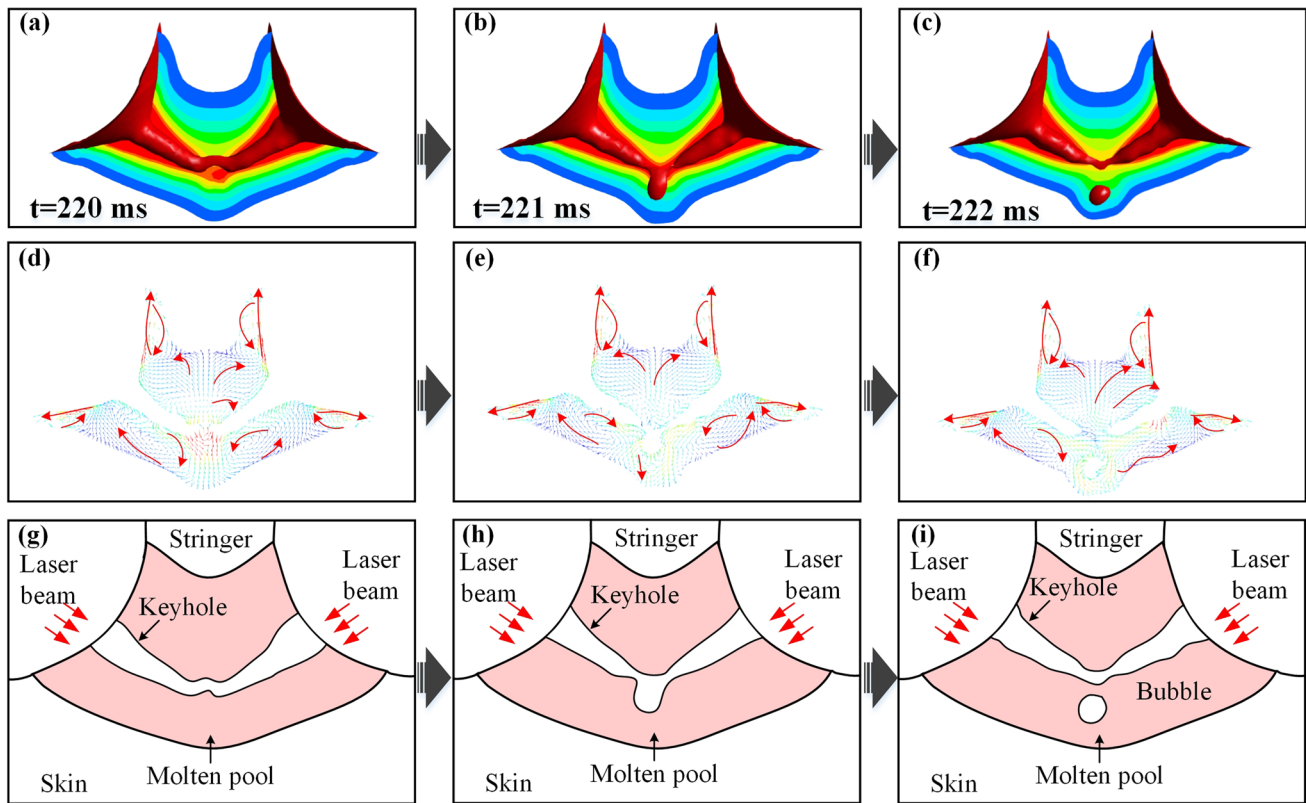 (a)
t=220 ms
(b)
t=221 ms
(c)
t=222 ms
(d)
(e)
(f)
(g)
Stringer
Laser
beam
Laser
beam
Keyhole
Molten pool
Skin
(h)
Stringer
Laser
beam
Laser
beam
Keyhole
Molten pool
Skin
(i)
Stringer
Laser
beam
Laser
beam
Keyhole
Bubble
Molten pool
Skin